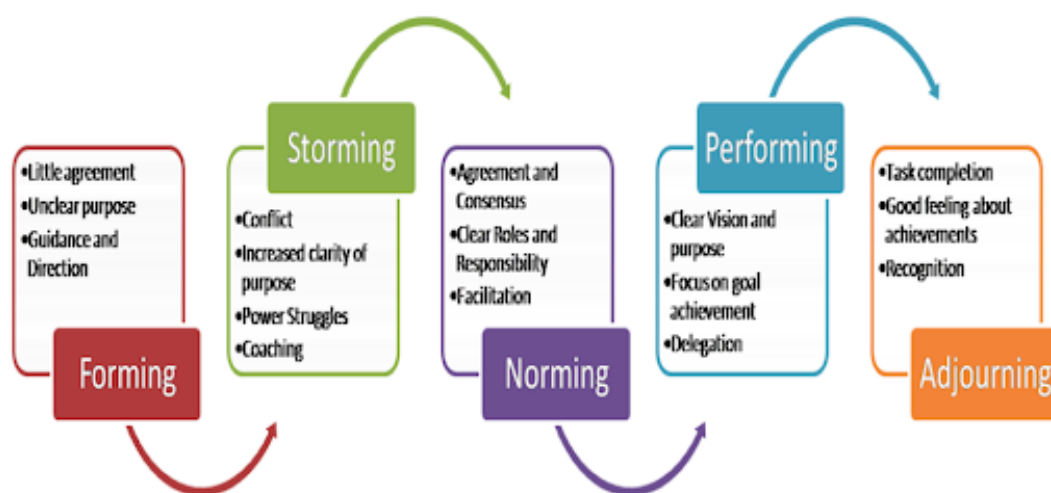 •Little agreement
•Unclear purpose
•Guidance and
Direction
Forming
Storming
•Conflict
•Increased clarity of
purpose
•Power Struggles
•Coaching
•Agreement and
Consensus
•Clear Roles and
Responsibility
•Facilitation
Norming
Performing
•Clear Vision and
purpose
•Focus on goal
achievement
•Delegation
•Task completion
•Good feeling about
achievements
•Recognition
Adjourning